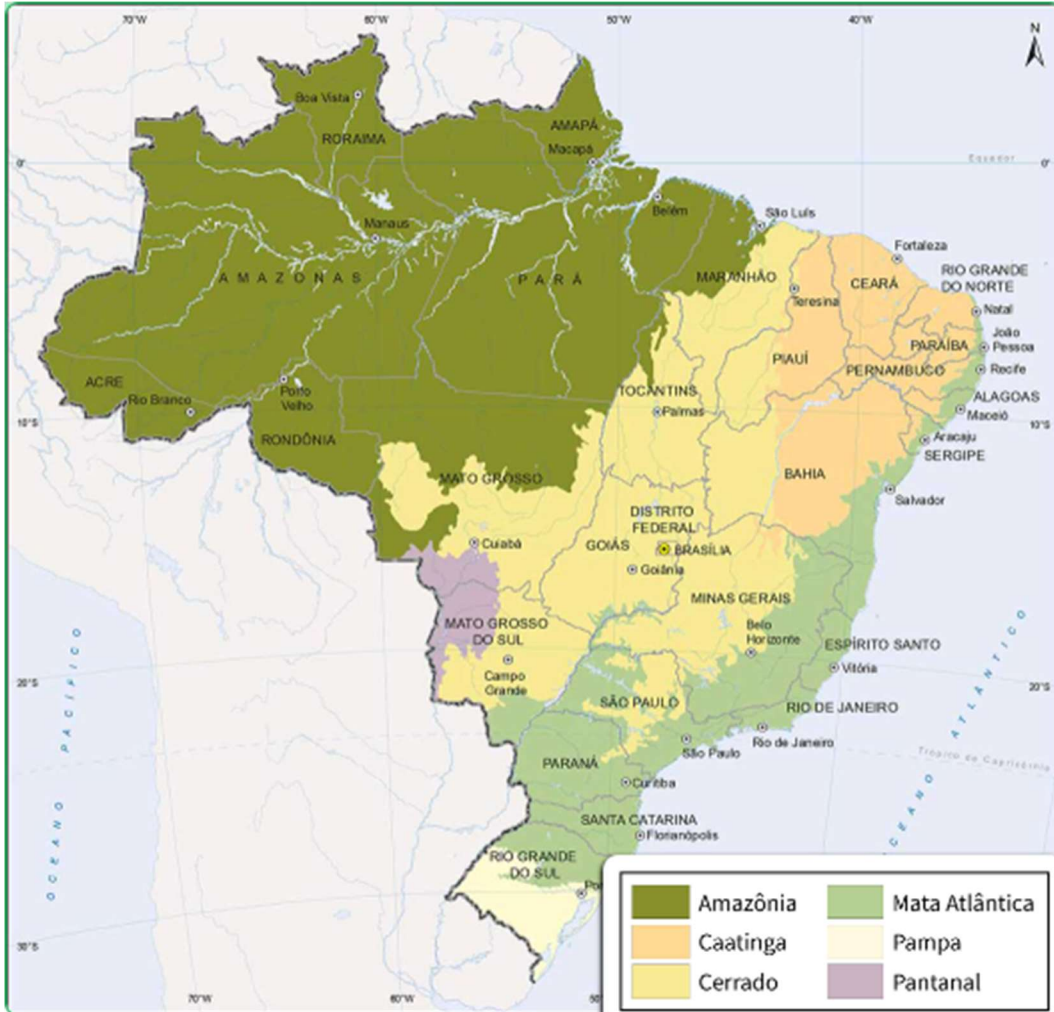 70°W
60°W
50°W
40°W
N
Boa Vista
RORAIMA
AMAPÁ
Macapá
Equador
0°
0°
Belém
São Luís
Manaus
AMAZONAS
PARÁ
MARANHÃO
Fortaleza
CEARÁ
RIO GRANDE
DO NORTE
Teresina
Natal
João
Pessoa
PARAÍBA
PIAUÍ
PERNAMBUCO
Recife
ACRE
Porto
Velho
TOCANTINS
Rio Branco
Palmas
ALAGOAS
Maceió
10°S
10°S
RONDÔNIA
Aracaju
SERGIPE
MATO GROSSO
BAHIA
Salvador
DISTRITO
FEDERAL
Cuiabá
GOIÁS
BRASÍLIA
Goiânia
MINAS GERAIS
MATO GROSSO
DO SUL
Belo
Horizonte
ESPÍRITO SANTO
Vitória
Campo
Grande
20°S
20°S
SÃO PAULO
RIO DE JANEIRO
Rio de Janeiro
São Paulo
Trópico de Capricórnio
OCEANO PACÍFICO
OCEANO ATLÂNTICO
PARANÁ
Curitiba
SANTA CATARINA
Florianópolis
RIO GRANDE
DO SUL
Por
30°S
70°W
60°W
50
Amazônia
Mata Atlântica
Caatinga
Pampa
Cerrado
Pantanal